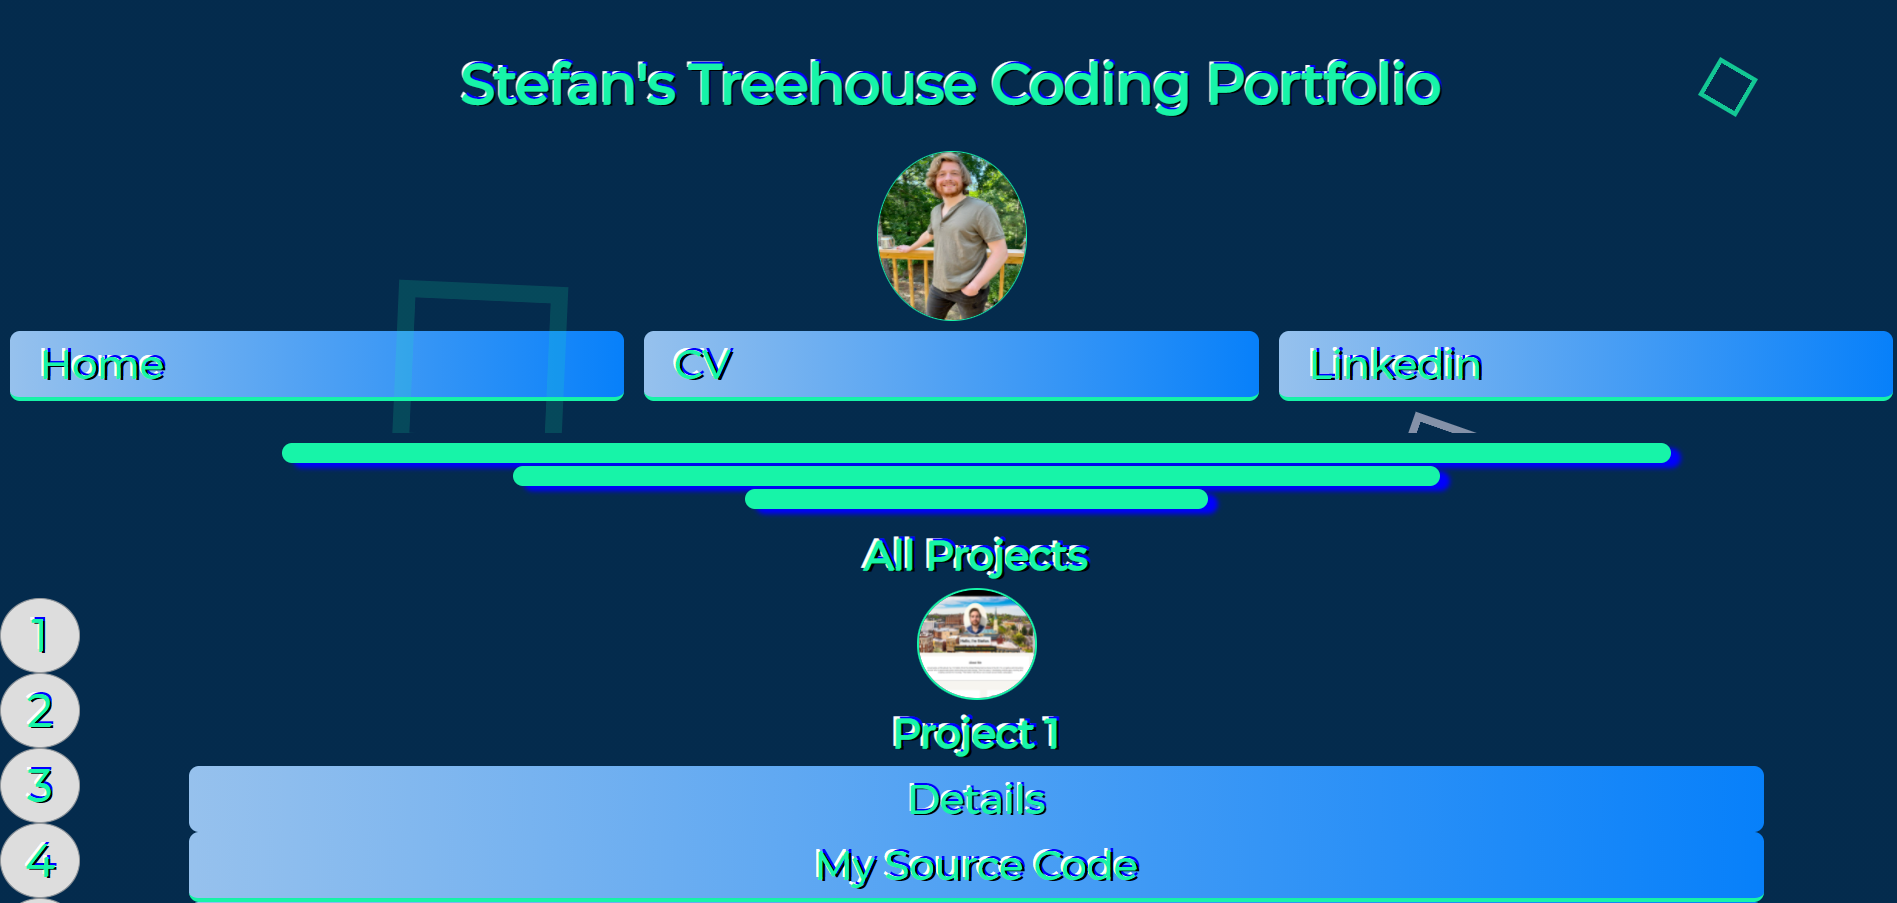 Stefan's Treehouse Coding Portfolio
Home
CV
Linkedin
All Projects
1
2
3
4
Project 1
Details
My Source Code